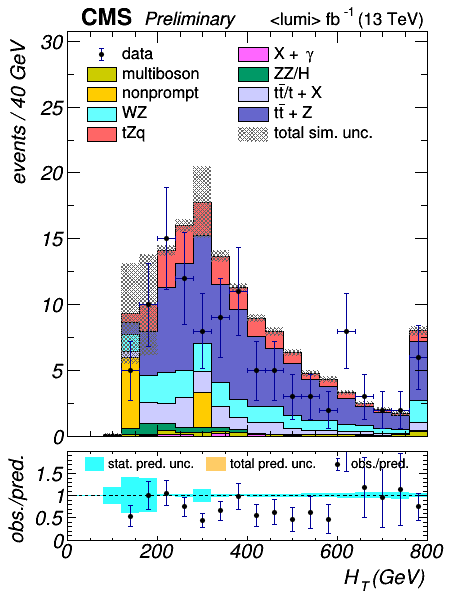 CMS Preliminary <lumi> fb⁻¹ (13 TeV)
events / 40 GeV
30
25
20
15
10
5
0
data
multiboson
nonprompt
WZ
tZq
X + γ
ZZ/H
tt̄/t + X
tt̄ + Z
total sim. unc.
obs./pred.
1.5
1
0.5
0
stat. pred. unc. total pred. unc. obs./pred.
0 200 400 600 800
H_T (GeV)